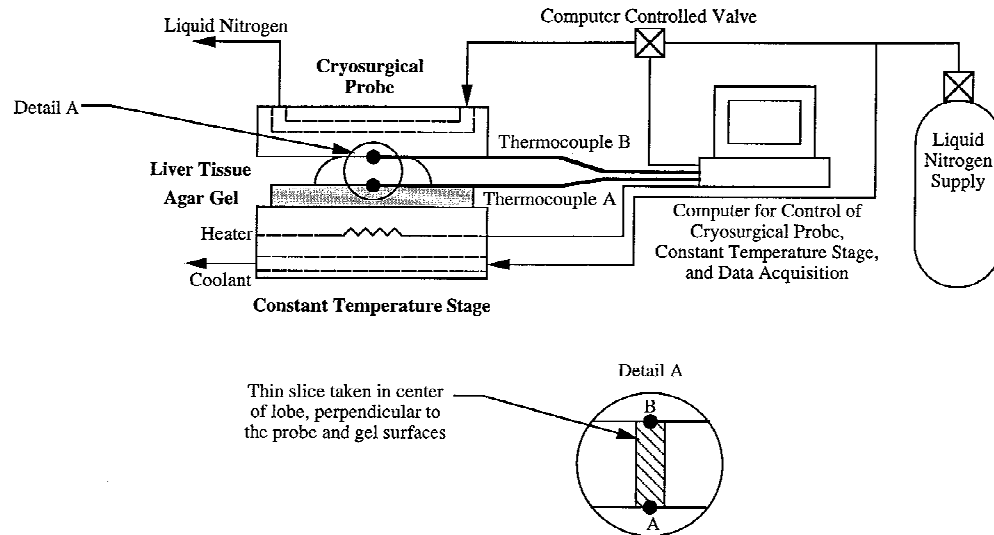 Computer Controlled Valve
Liquid Nitrogen
Cryosurgical
Probe
Detail A
Thermocouple B
Liver Tissue
Agar Gel
Thermocouple A
Liquid
Nitrogen
Supply
Heater
Coolant
Computer for Control of
Cryosurgical Probe,
Constant Temperature Stage,
and Data Acquisition
Constant Temperature Stage
Detail A
Thin slice taken in center
of lobe, perpendicular to
the probe and gel surfaces
B
A